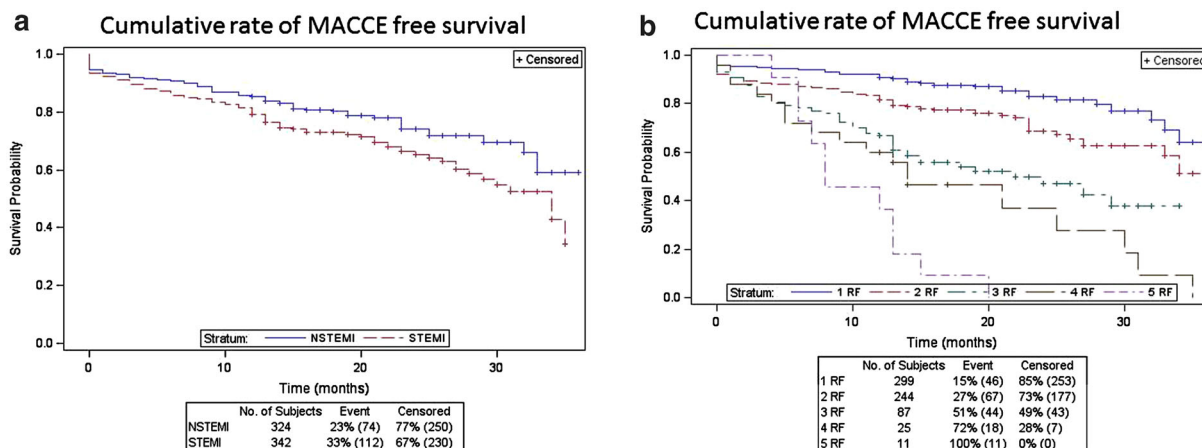 a
Cumulative rate of MACCE free survival
1.0
0.8
0.6
0.4
0.2
0.0
Survival Probability
+ Censored
Stratum: NSTEMI STEMI
0 10 20 30
Time (months)
No. of Subjects Event Censored
NSTEMI 324 23% (74) 77% (250)
STEMI 342 33% (112) 67% (230)
b
Cumulative rate of MACCE free survival
1.0
0.8
0.6
0.4
0.2
0.0
Survival Probability
+ Censored
Stratum: 1 RF 2 RF 3 RF 4 RF 5 RF
0 10 20 30
Time (months)
No. of Subjects Event Censored
1 RF 299 15% (46) 85% (253)
2 RF 244 27% (67) 73% (177)
3 RF 87 51% (44) 49% (43)
4 RF 25 72% (18) 28% (7)
5 RF 11 100% (11) 0% (0)